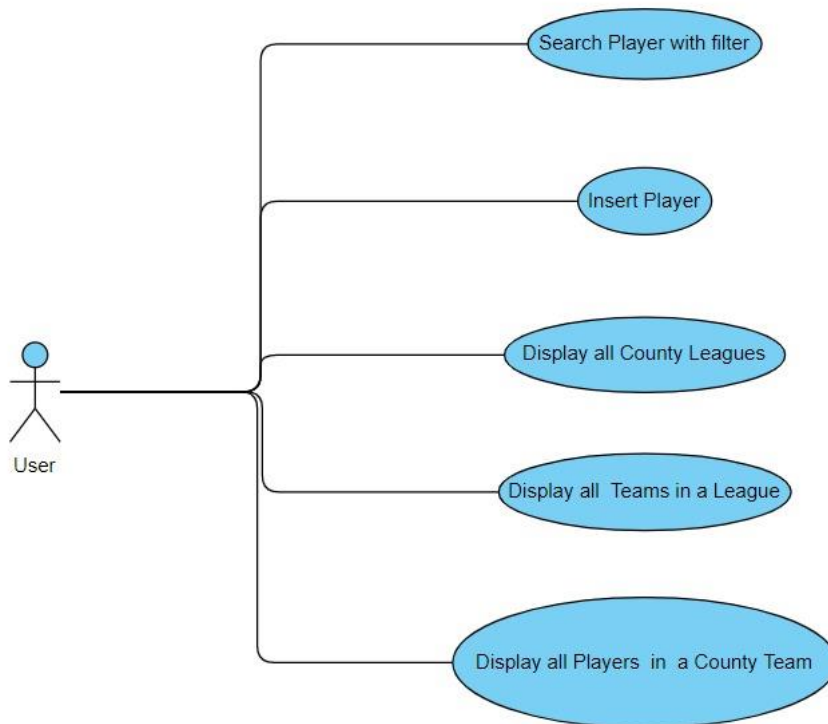 Search Player with filter
Insert Player
Display all County Leagues
User
Display all Teams in a League
Display all Players in a County Team